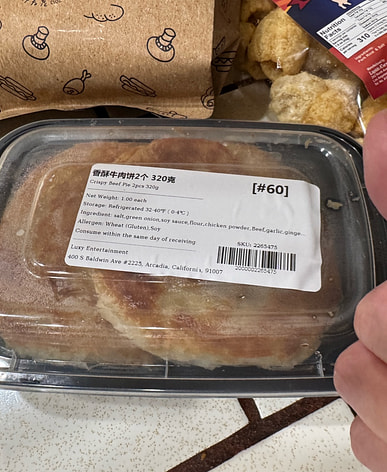 Nutrition
Facts
Calories 310
香酥牛肉饼2个 320克
[#60]
Crispy Beef Pie 2pcs 320g
Net Weight: 1.00 each
Storage: Refrigerated 32-40℉ ( 0-4℃ )
Ingredient: salt,green onion,soy sauce,flour,chicken powder,Beef,garlic,ginge...
Allergen: Wheat (Gluten),Soy
Consume within the same day of receiving
SKU: 2265475
Luxy Entertainment
400 S Baldwin Ave #2225, Arcadia, California, 91007